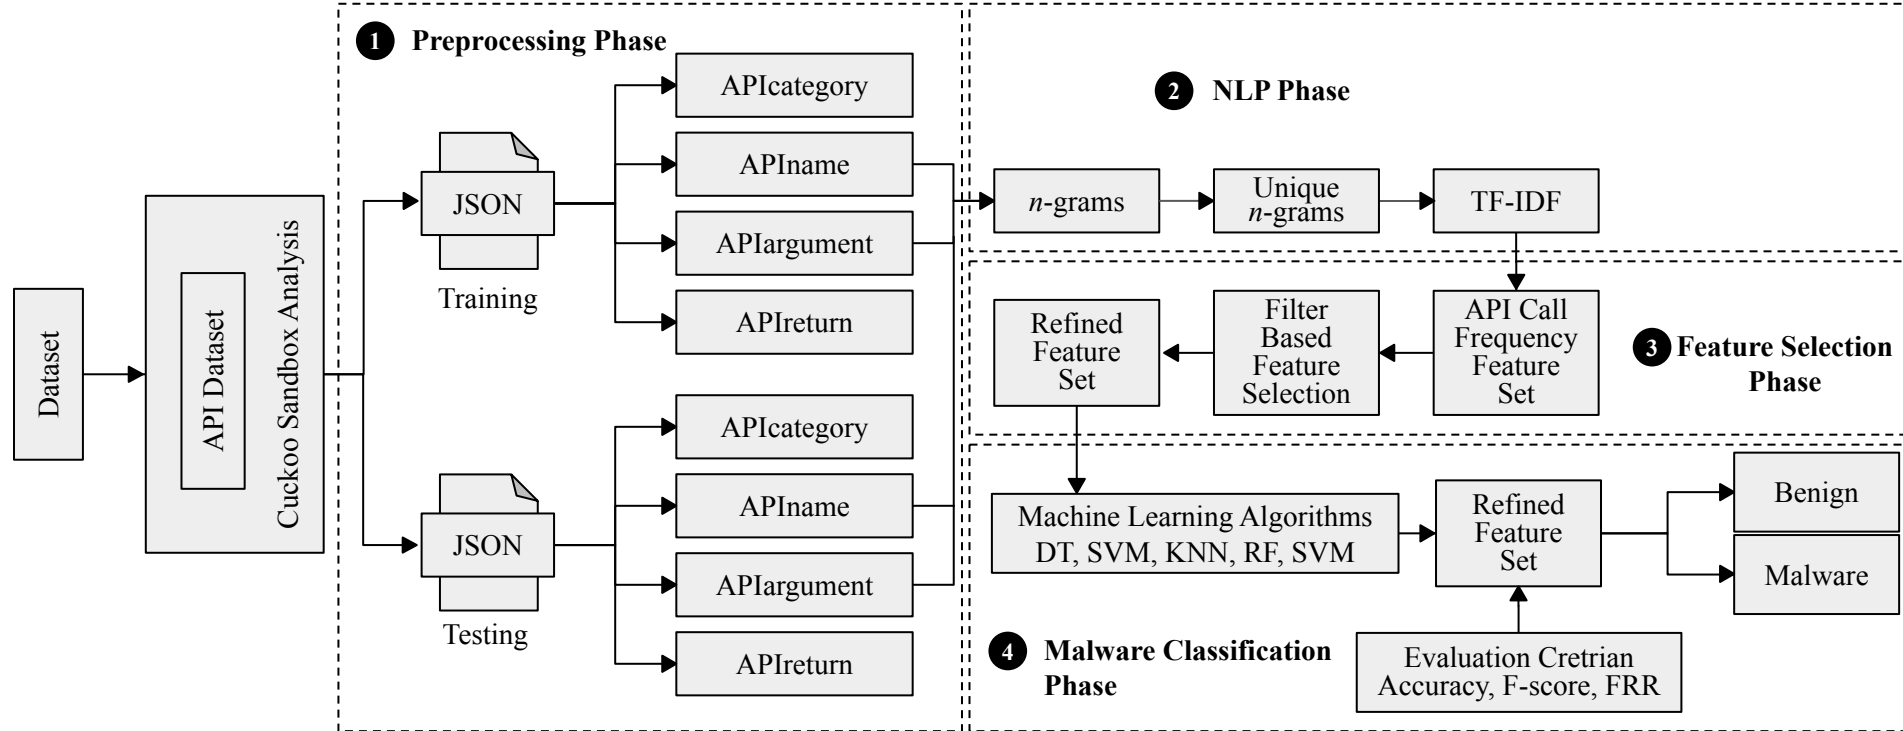 Dataset
API Dataset
Cuckoo Sandbox Analysis
1 Preprocessing Phase
JSON
Training
APIcategory
APIname
APIargument
APIreturn
JSON
Testing
APIcategory
APIname
APIargument
APIreturn
2 NLP Phase
n-grams
Unique
n-grams
TF-IDF
3 Feature Selection
Phase
API Call
Frequency
Feature
Set
Filter
Based
Feature
Selection
Refined
Feature
Set
4 Malware Classification
Phase
Machine Learning Algorithms
DT, SVM, KNN, RF, SVM
Refined
Feature
Set
Evaluation Cretrian
Accuracy, F-score, FRR
Benign
Malware